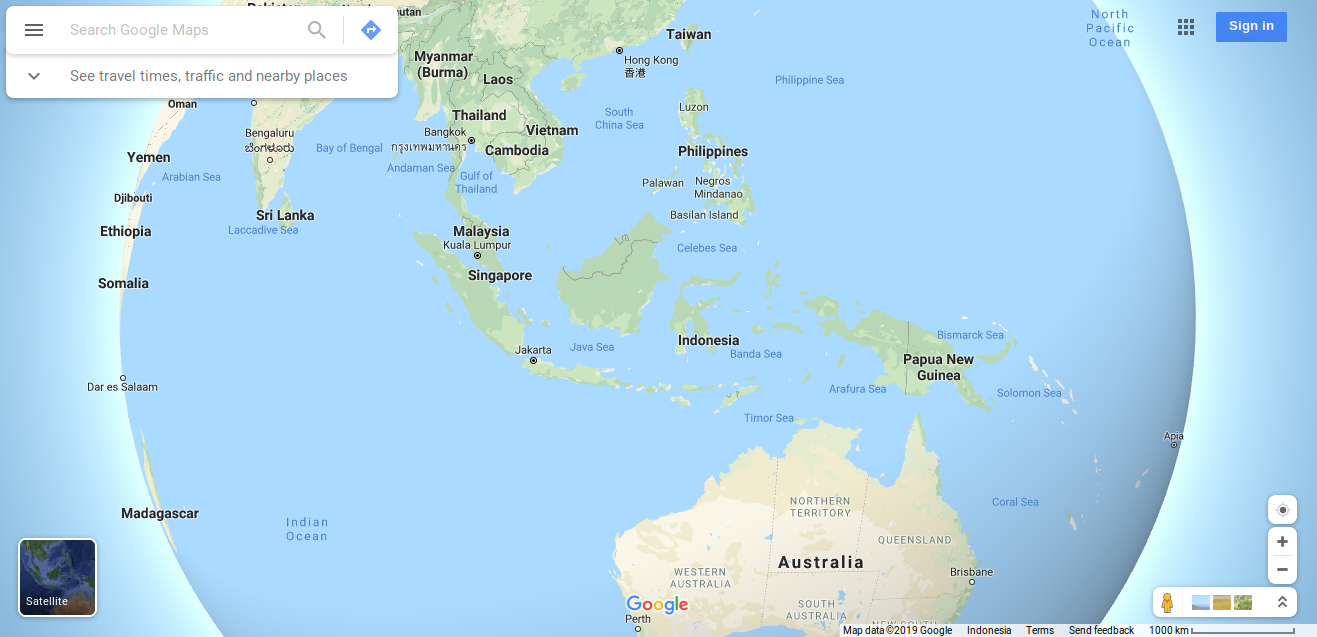 Search Google Maps
See travel times, traffic and nearby places
Sign in
North
Pacific
Ocean
Taiwan
Hong Kong
香港
Myanmar
(Burma)
Laos
Philippine Sea
Oman
Luzon
South
China Sea
Thailand
Vietnam
Bengaluru
ಬೆಂಗಳೂರು
Bangkok
กรุงเทพมหานคร
Bay of Bengal
Cambodia
Philippines
Yemen
Andaman Sea
Arabian Sea
Gulf of
Thailand
Palawan
Negros
Mindanao
Djibouti
Sri Lanka
Basilan Island
Ethiopia
Laccadive Sea
Malaysia
Kuala Lumpur
Celebes Sea
Singapore
Somalia
Indonesia
Bismarck Sea
Jakarta
Java Sea
Banda Sea
Papua New
Guinea
Dar es Salaam
Arafura Sea
Solomon Sea
Timor Sea
Apia
Coral Sea
NORTHERN
TERRITORY
Madagascar
Indian
Ocean
QUEENSLAND
Australia
WESTERN
AUSTRALIA
Brisbane
SOUTH
AUSTRALIA
Satellite
Google
Perth
Map data ©2019 Google
Indonesia
Terms
Send feedback
1000 km